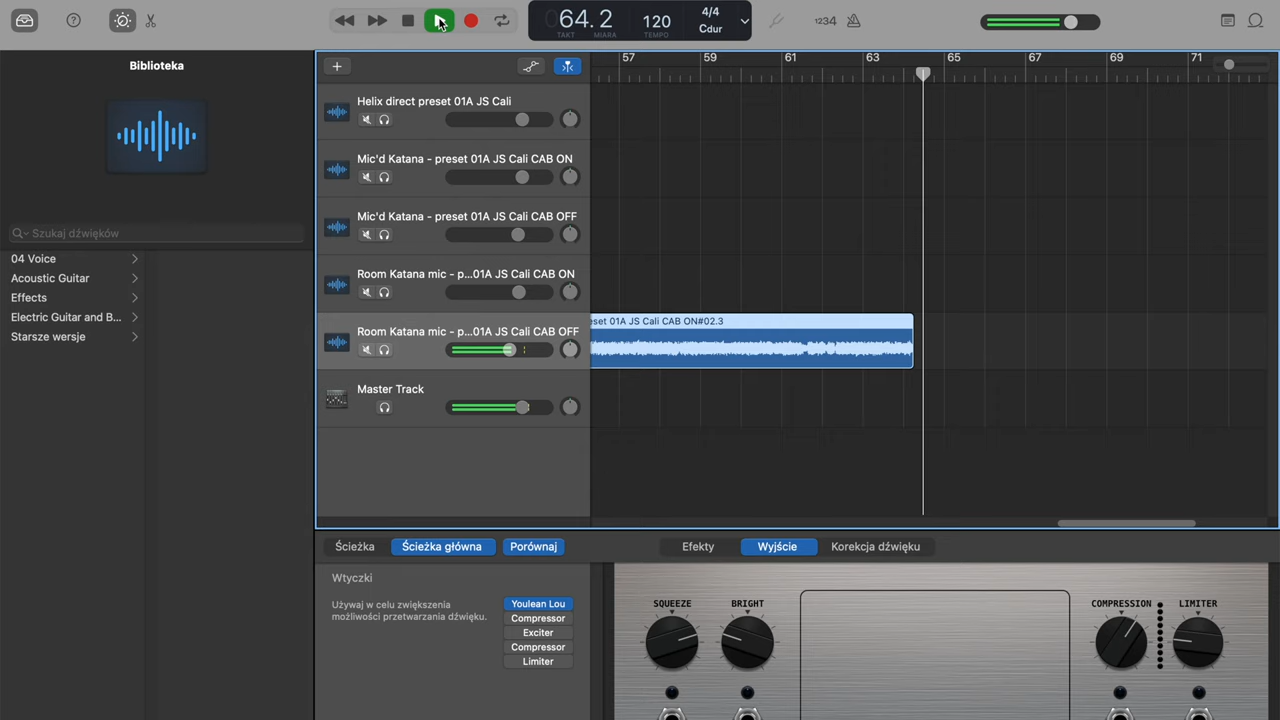 64.2
TAKT
MIARA
120
TEMPO
4/4
Cdur
1234
Biblioteka
Szukaj dźwięków
04 Voice
Acoustic Guitar
Effects
Electric Guitar and B...
Starsze wersje
57
59
61
63
65
67
69
71
Helix direct preset 01A JS Cali
Mic'd Katana - preset 01A JS Cali CAB ON
Mic'd Katana - preset 01A JS Cali CAB OFF
Room Katana mic - p...01A JS Cali CAB ON
Room Katana mic - p...01A JS Cali CAB OFF
eset 01A JS Cali CAB ON#02.3
Master Track
Ścieżka
Ścieżka główna
Porównaj
Efekty
Wyjście
Korekcja dźwięku
Wtyczki
Używaj w celu zwiększenia
możliwości przetwarzania dźwięku.
Youlean Lou
Compressor
Exciter
Compressor
Limiter
SQUEEZE
BRIGHT
COMPRESSION
LIMITER